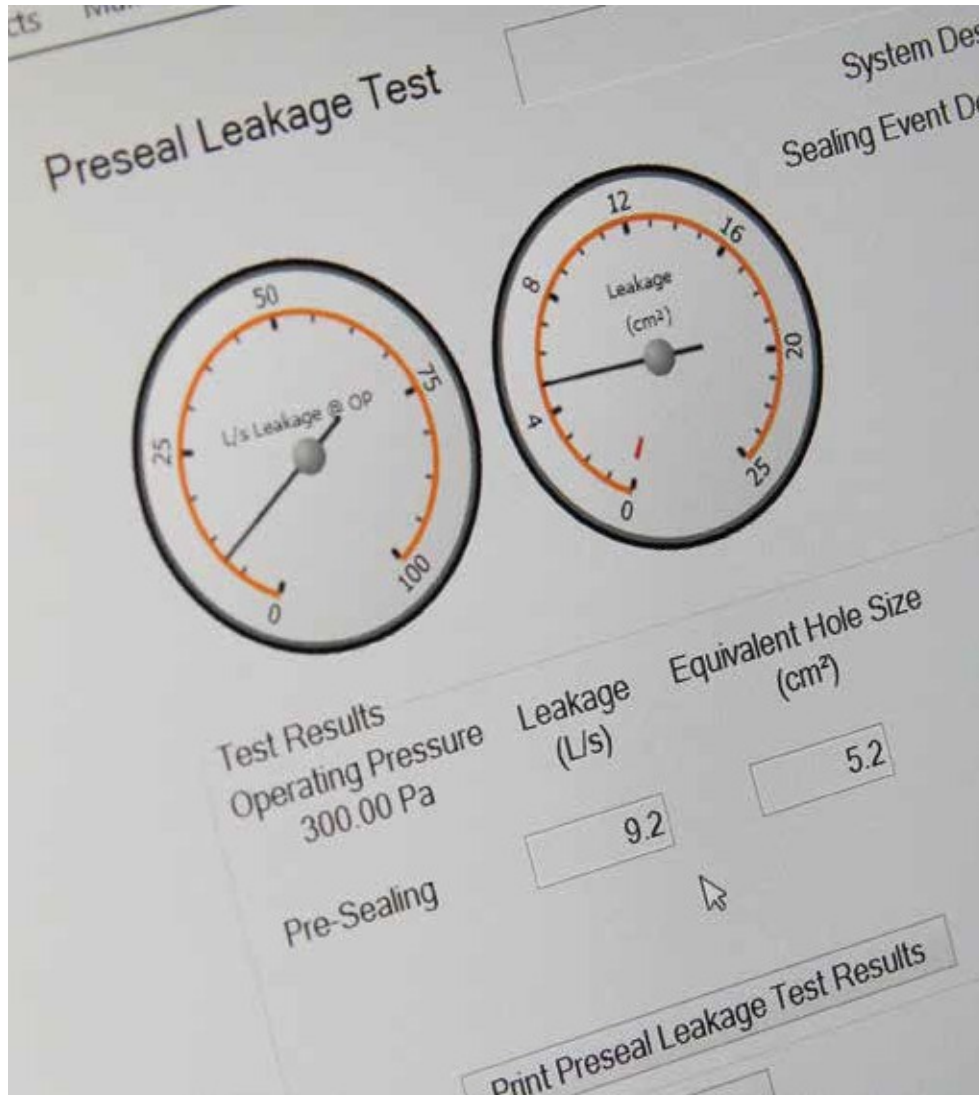 cts
Preseal Leakage Test
System Des
Sealing Event De
0
25
50
75
100
L/s Leakage @ OP
0
4
8
12
16
20
25
Leakage
(cm²)
Test Results
Operating Pressure
300.00 Pa
Leakage
(L/s)
Equivalent Hole Size
(cm²)
Pre-Sealing
9.2
5.2
Print Preseal Leakage Test Results